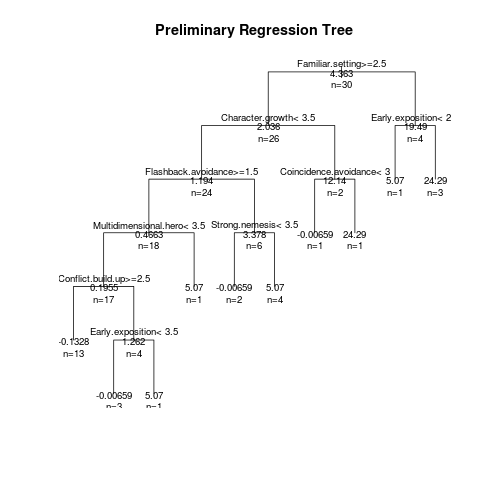 Preliminary Regression Tree
Familiar.setting>=2.5
4.363
n=30
Character.growth< 3.5
2.036
n=26
Early.exposition< 2
19.49
n=4
Flashback.avoidance>=1.5
1.194
n=24
Coincidence.avoidance< 3
12.14
n=2
5.07
n=1
24.29
n=3
Multidimensional.hero< 3.5
0.4663
n=18
Strong.nemesis< 3.5
3.378
n=6
-0.00659
n=1
24.29
n=1
Conflict.build.up>=2.5
0.1955
n=17
5.07
n=1
-0.00659
n=2
5.07
n=4
-0.1328
n=13
Early.exposition< 3.5
1.262
n=4
-0.00659
n=3
5.07
n=1